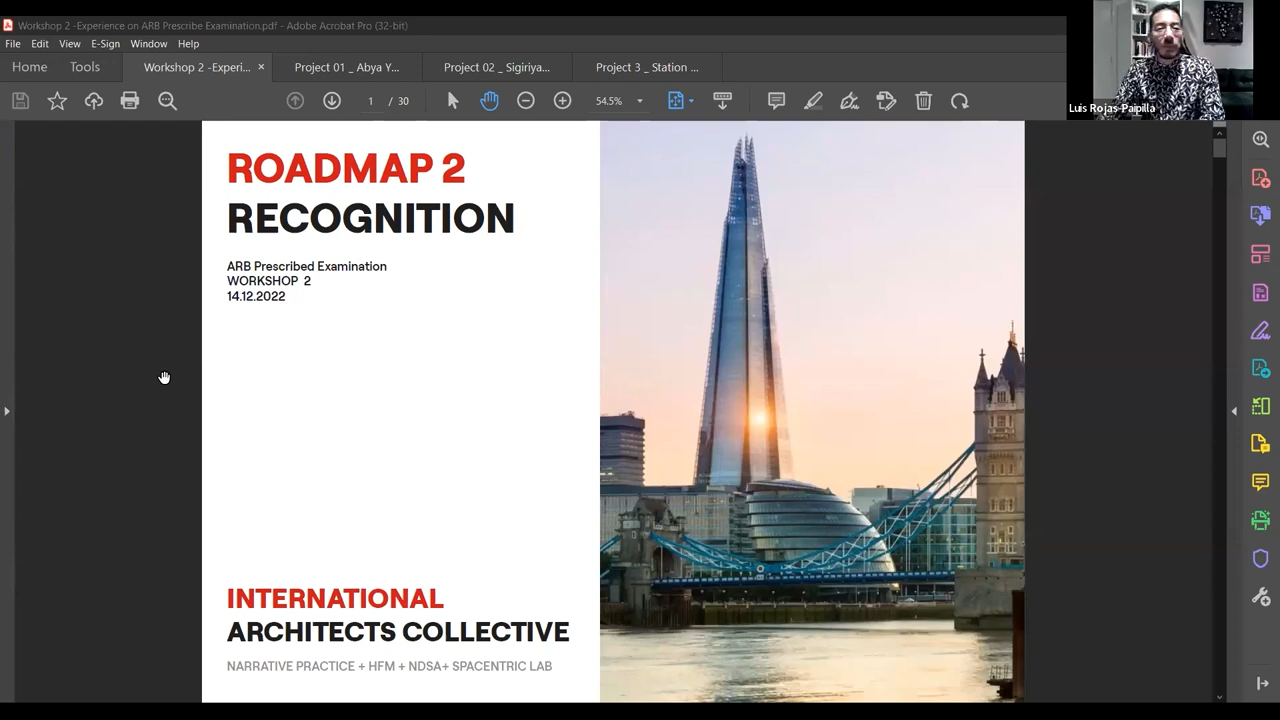 Workshop 2 -Experience on ARB Prescribe Examination.pdf - Adobe Acrobat Pro (32-bit)
File Edit View E-Sign Window Help
Home Tools Workshop 2 -Experi... × Project 01 _ Abya Y... Project 02 _ Sigiriya... Project 3 _ Station ...
1 / 30 54.5%
Luis Rojas-Paipilla
ROADMAP 2
RECOGNITION
ARB Prescribed Examination
WORKSHOP 2
14.12.2022
INTERNATIONAL
ARCHITECTS COLLECTIVE
NARRATIVE PRACTICE + HFM + NDSA+ SPACENTRIC LAB